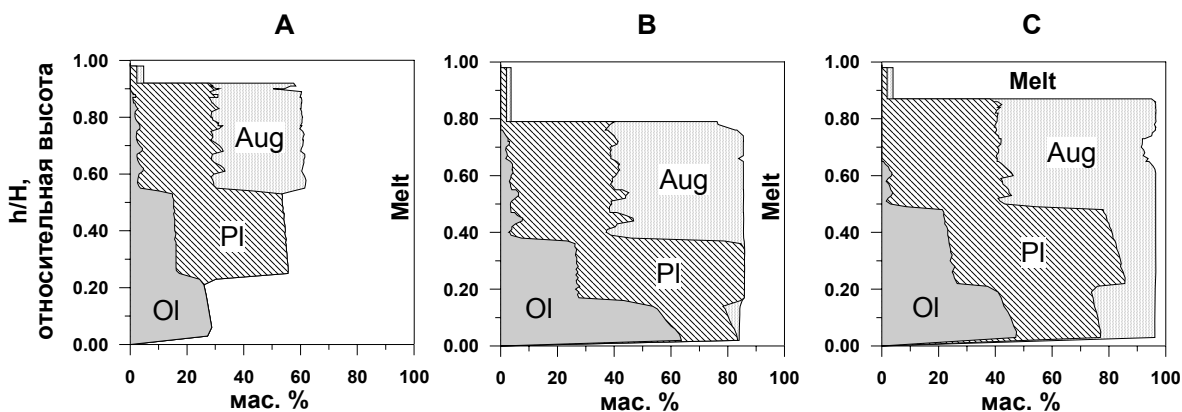 A B C
h/H,
относительная высота
1.00 1.00 1.00
0.80 0.80 0.80
0.60 0.60 0.60
0.40 0.40 0.40
0.20 0.20 0.20
0.00 0.00 0.00
Melt
Aug Aug Aug
Pl Pl Pl
Ol Ol Ol
Melt Melt
0 20 40 60 80 100 0 20 40 60 80 100 0 20 40 60 80 100
мас. % мас. % мас. %